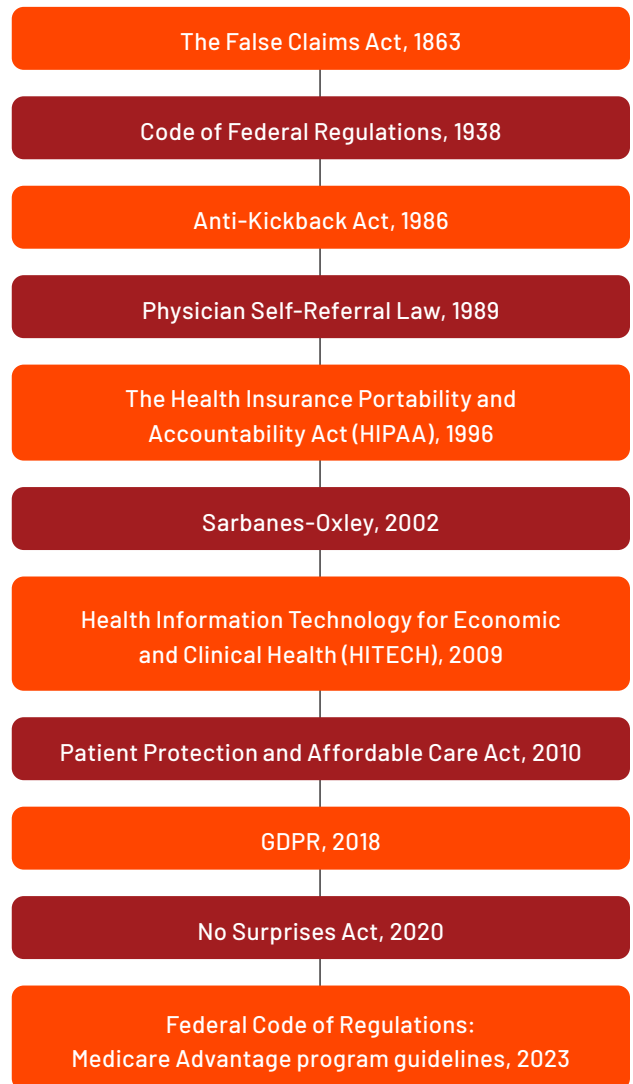 The False Claims Act, 1863
Code of Federal Regulations, 1938
Anti-Kickback Act, 1986
Physician Self-Referral Law, 1989
The Health Insurance Portability and
Accountability Act (HIPAA), 1996
Sarbanes-Oxley, 2002
Health Information Technology for Economic
and Clinical Health (HITECH), 2009
Patient Protection and Affordable Care Act, 2010
GDPR, 2018
No Surprises Act, 2020
Federal Code of Regulations:
Medicare Advantage program guidelines, 2023